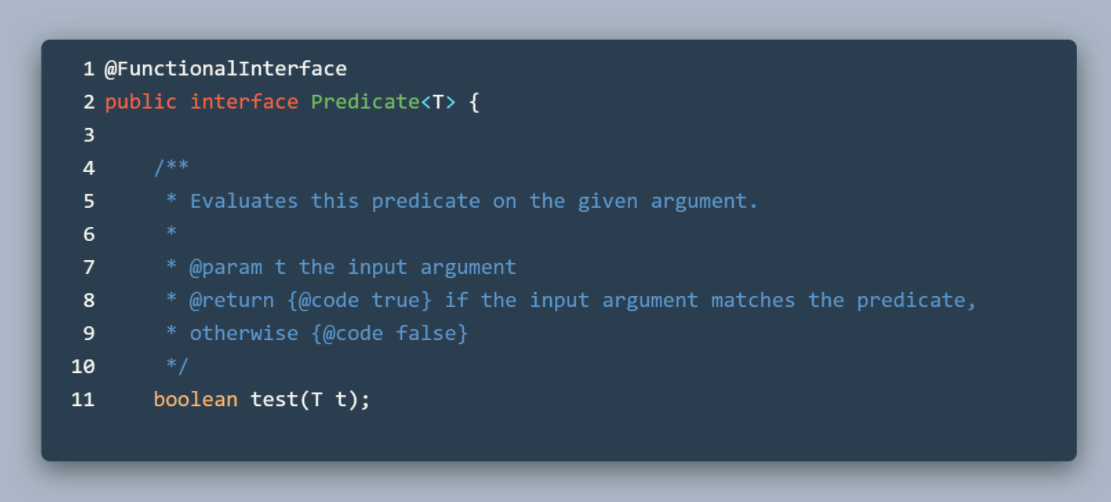 1 @FunctionalInterface
2 public interface Predicate<T> {
3
4     /**
5      * Evaluates this predicate on the given argument.
6      *
7      * @param t the input argument
8      * @return {@code true} if the input argument matches the predicate,
9      * otherwise {@code false}
10      */
11     boolean test(T t);